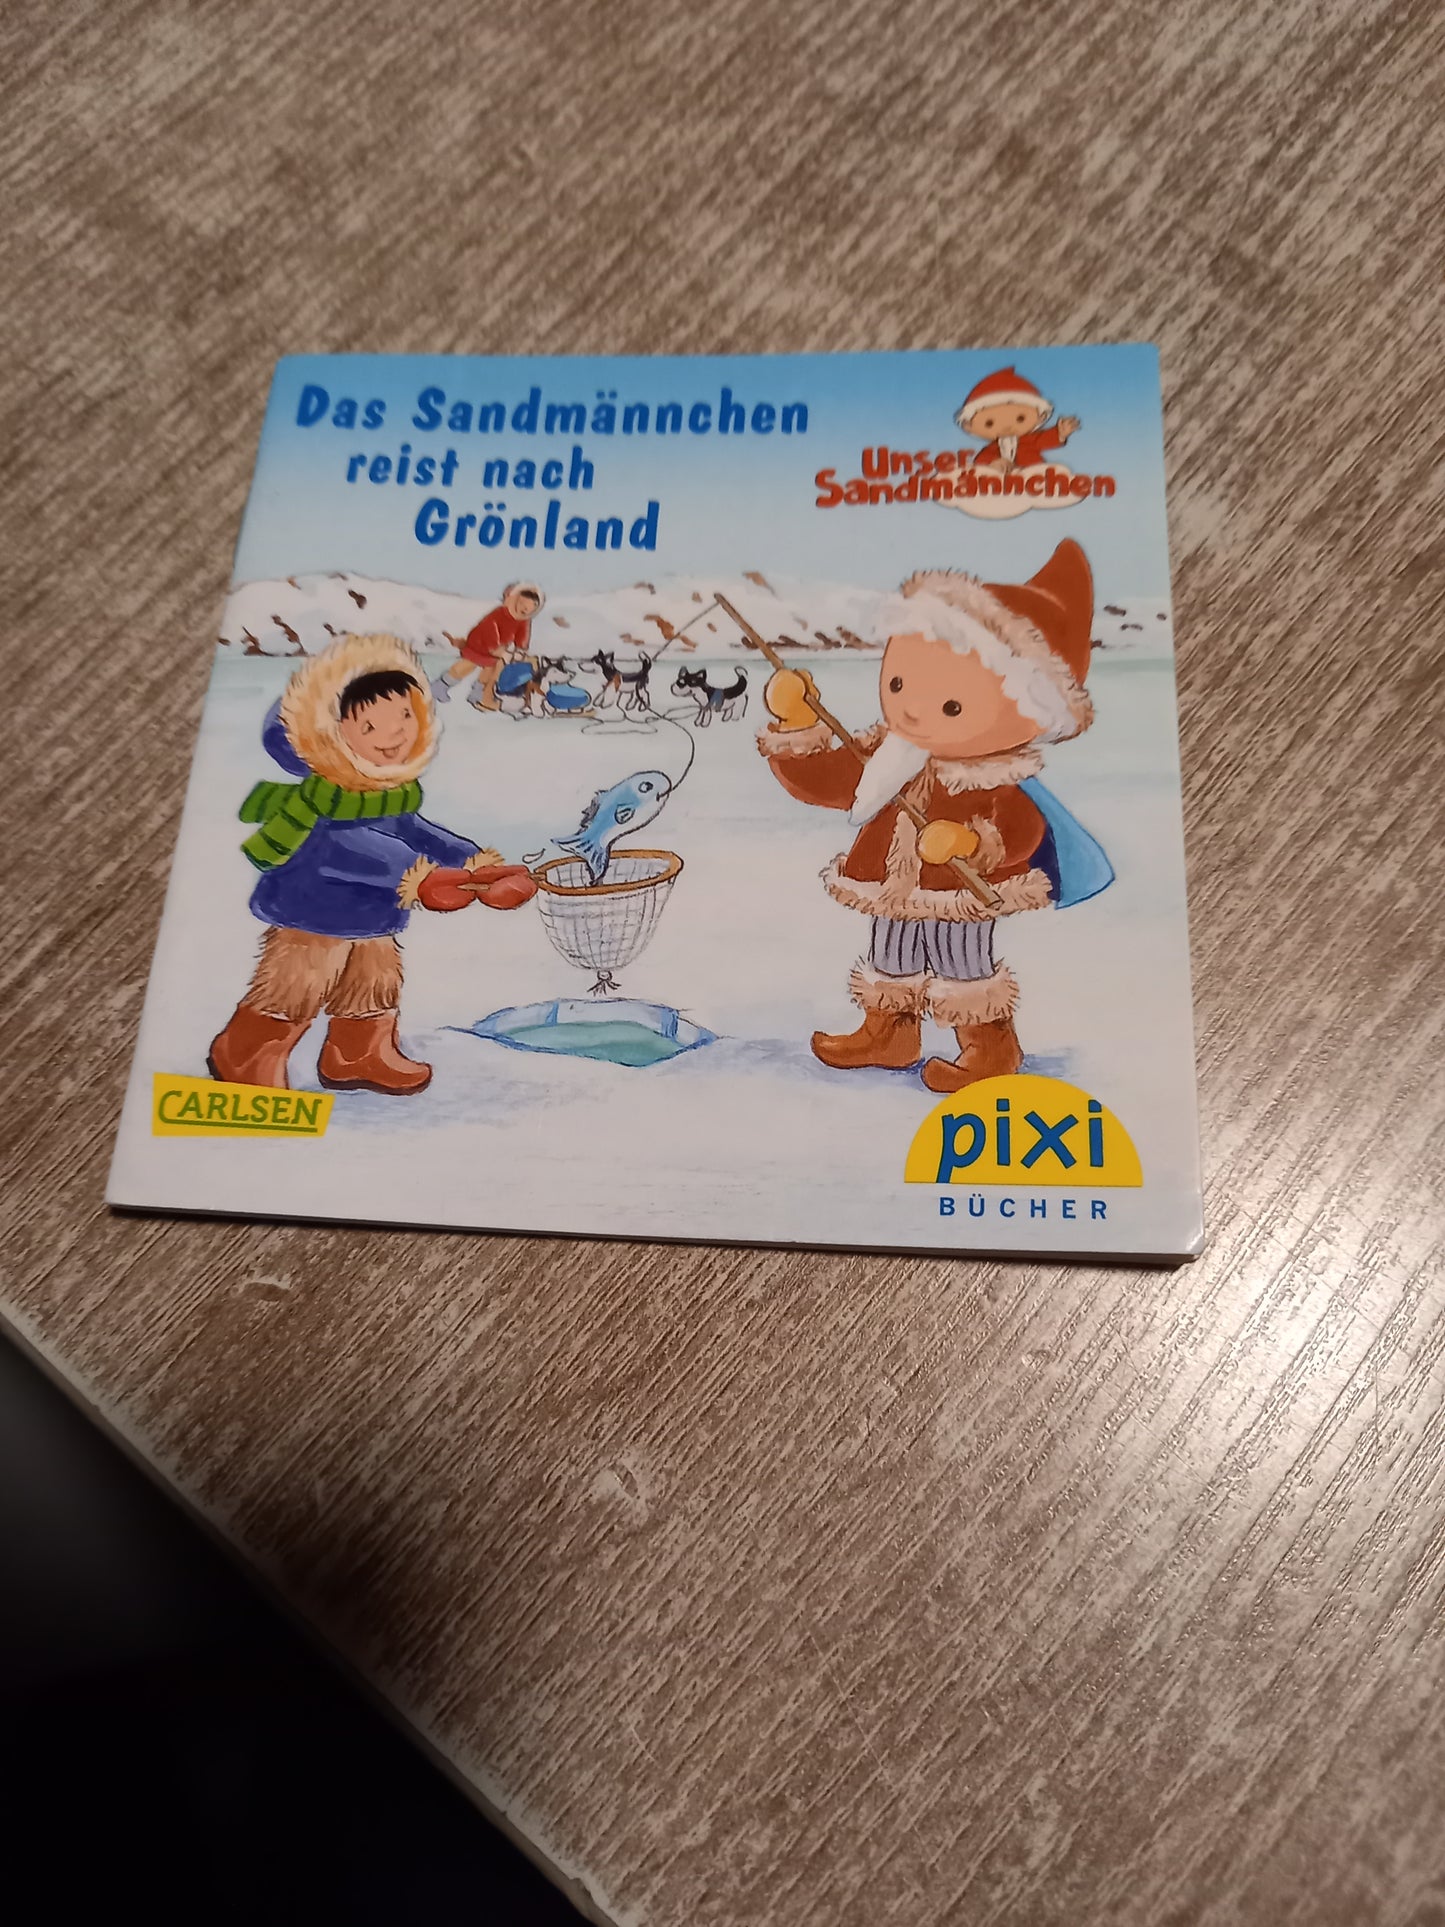 Das Sandmännchen
reist nach
Grönland
Unser
Sandmännchen
CARLSEN
pixi
BÜCHER